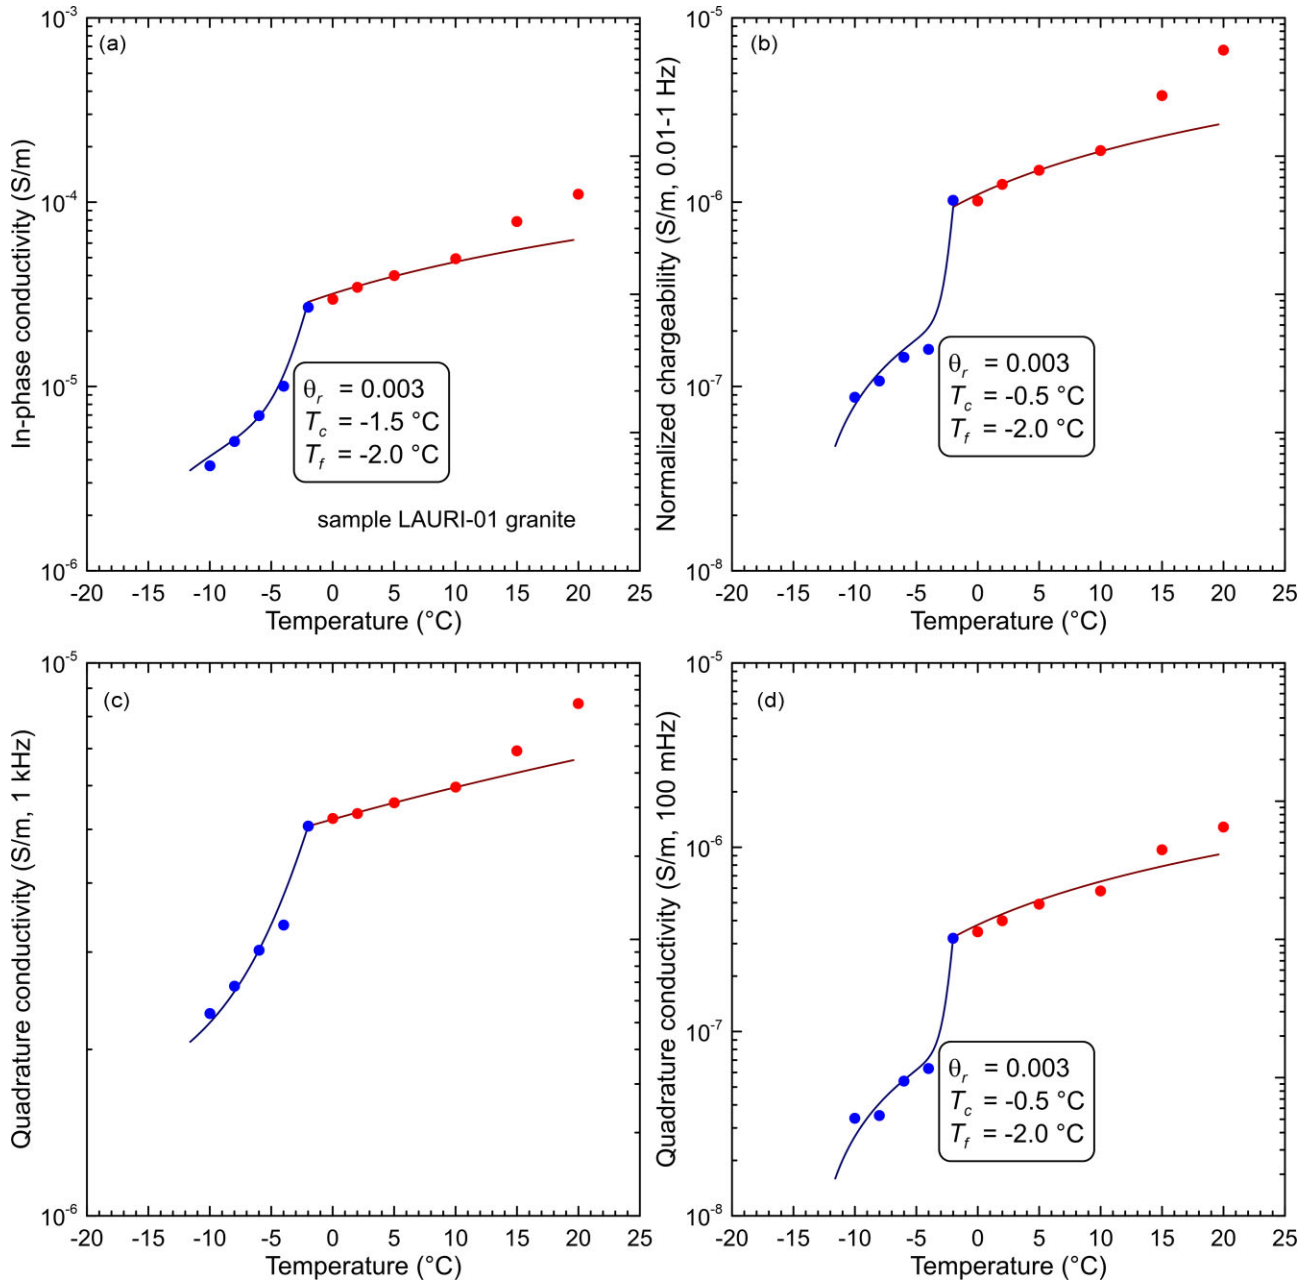 (a)
In-phase conductivity (S/m)
10⁻³
10⁻⁴
10⁻⁵
10⁻⁶
θr = 0.003
Tc = -1.5 °C
Tf = -2.0 °C
sample LAURI-01 granite
-20 -15 -10 -5 0 5 10 15 20 25
Temperature (°C)
(b)
Normalized chargeability (S/m, 0.01-1 Hz)
10⁻⁵
10⁻⁶
10⁻⁷
10⁻⁸
θr = 0.003
Tc = -0.5 °C
Tf = -2.0 °C
-20 -15 -10 -5 0 5 10 15 20 25
Temperature (°C)
(c)
Quadrature conductivity (S/m, 1 kHz)
10⁻⁵
10⁻⁶
-20 -15 -10 -5 0 5 10 15 20 25
Temperature (°C)
(d)
Quadrature conductivity (S/m, 100 mHz)
10⁻⁵
10⁻⁶
10⁻⁷
10⁻⁸
θr = 0.003
Tc = -0.5 °C
Tf = -2.0 °C
-20 -15 -10 -5 0 5 10 15 20 25
Temperature (°C)